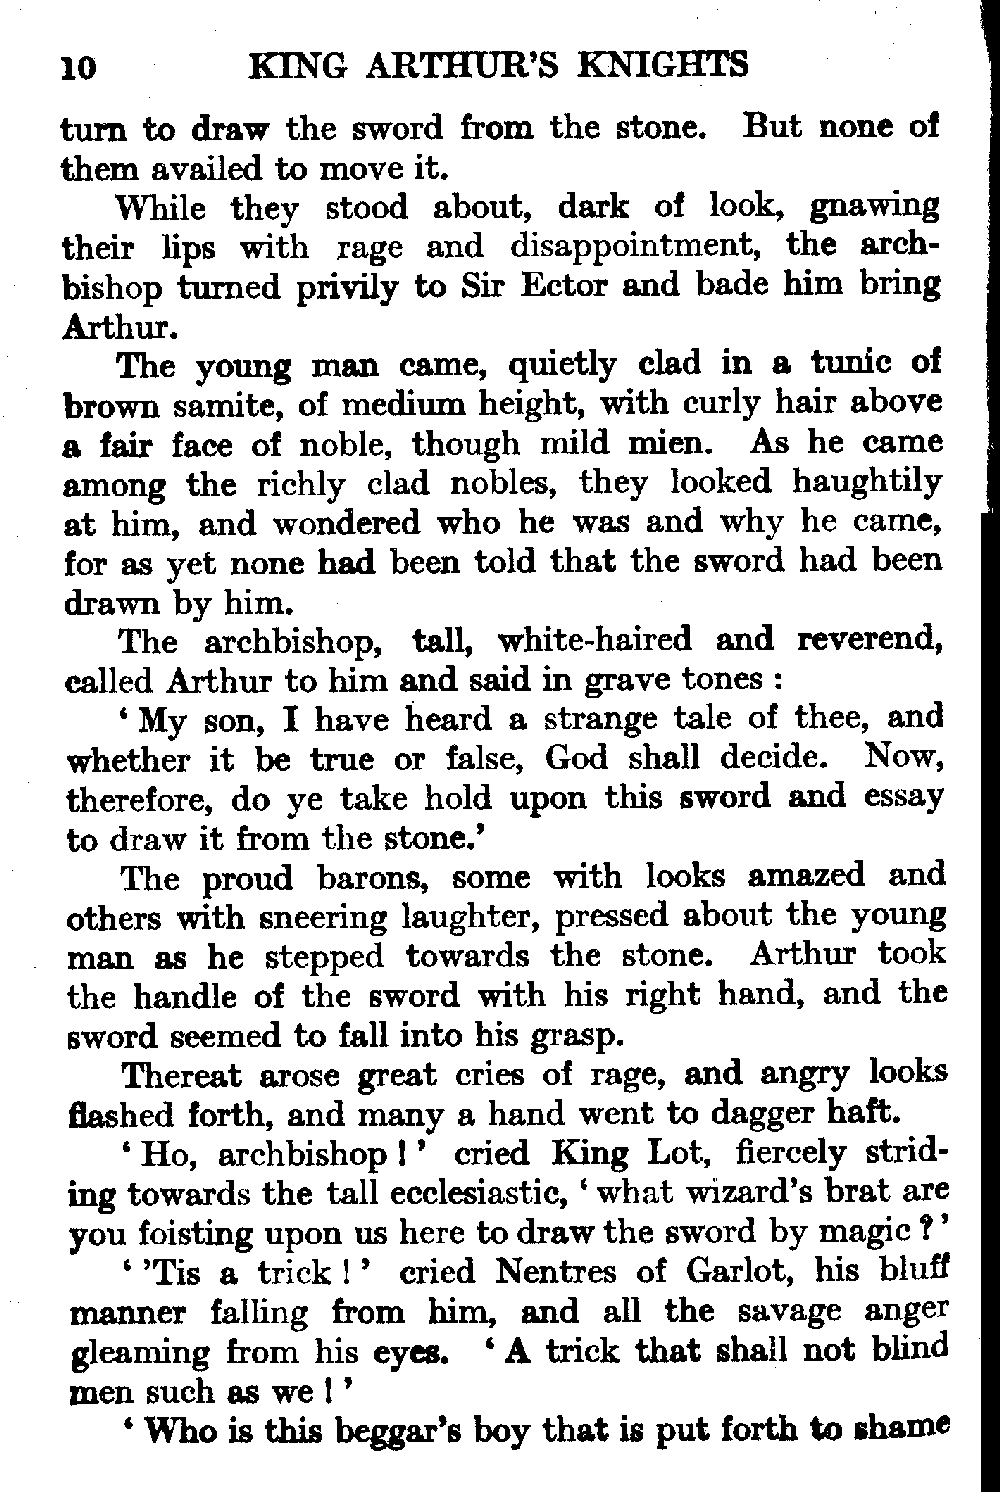 10 KING ARTHUR'S KNIGHTS
turn to draw the sword from the stone. But none of
them availed to move it.
While they stood about, dark of look, gnawing
their lips with rage and disappointment, the arch-
bishop turned privily to Sir Ector and bade him bring
Arthur.
The young man came, quietly clad in a tunic of
brown samite, of medium height, with curly hair above
a fair face of noble, though mild mien. As he came
among the richly clad nobles, they looked haughtily
at him, and wondered who he was and why he came,
for as yet none had been told that the sword had been
drawn by him.
The archbishop, tall, white-haired and reverend,
called Arthur to him and said in grave tones :
‘ My son, I have heard a strange tale of thee, and
whether it be true or false, God shall decide. Now,
therefore, do ye take hold upon this sword and essay
to draw it from the stone.’
The proud barons, some with looks amazed and
others with sneering laughter, pressed about the young
man as he stepped towards the stone. Arthur took
the handle of the sword with his right hand, and the
sword seemed to fall into his grasp.
Thereat arose great cries of rage, and angry looks
flashed forth, and many a hand went to dagger haft.
‘ Ho, archbishop ! ’ cried King Lot, fiercely strid-
ing towards the tall ecclesiastic, ‘ what wizard's brat are
you foisting upon us here to draw the sword by magic ? ’
‘ ’Tis a trick ! ’ cried Nentres of Garlot, his bluff
manner falling from him, and all the savage anger
gleaming from his eyes. ‘ A trick that shall not blind
men such as we ! ’
‘ Who is this beggar's boy that is put forth to shame